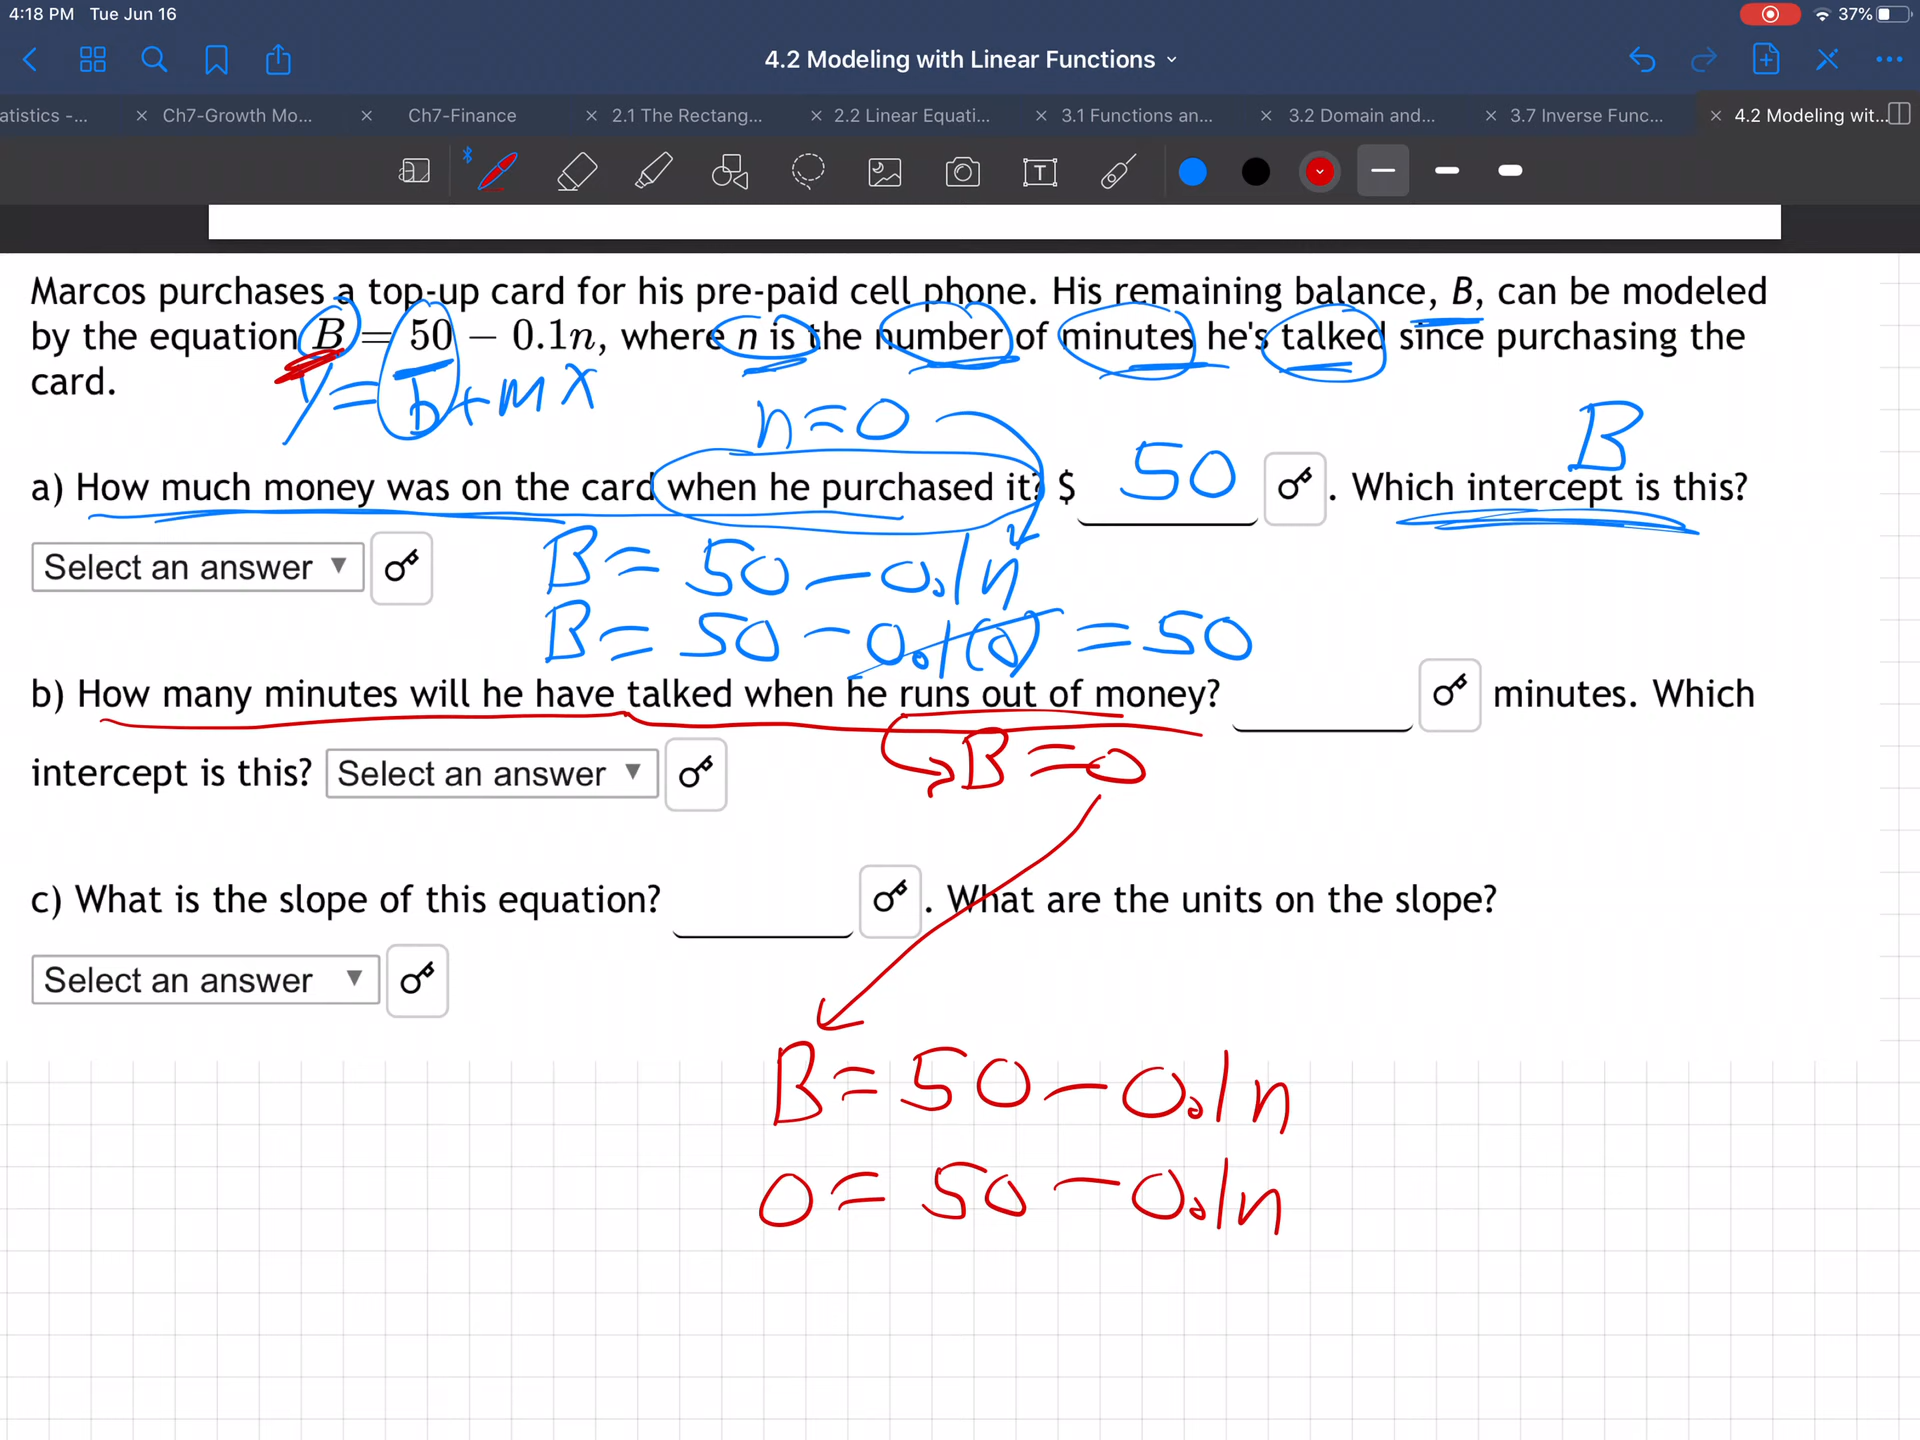 4:18 PM Tue Jun 16
37%
4.2 Modeling with Linear Functions
atistics -...
Ch7-Growth Mo...
Ch7-Finance
2.1 The Rectang...
2.2 Linear Equati...
3.1 Functions an...
3.2 Domain and...
3.7 Inverse Func...
4.2 Modeling wit...
T
Marcos purchases a top-up card for his pre-paid cell phone. His remaining balance, B, can be modeled
by the equation B = 50 − 0.1n, where n is the number of minutes he's talked since purchasing the
card.
y = b + mx
n = 0
B
a) How much money was on the card when he purchased it? $ 50 . Which intercept is this?
Select an answer
B = 50 − 0.1n
B = 50 − 0.1(0) = 50
b) How many minutes will he have talked when he runs out of money? minutes. Which
intercept is this? Select an answer
B = 0
c) What is the slope of this equation? . What are the units on the slope?
Select an answer
B = 50 − 0.1n
0 = 50 − 0.1n